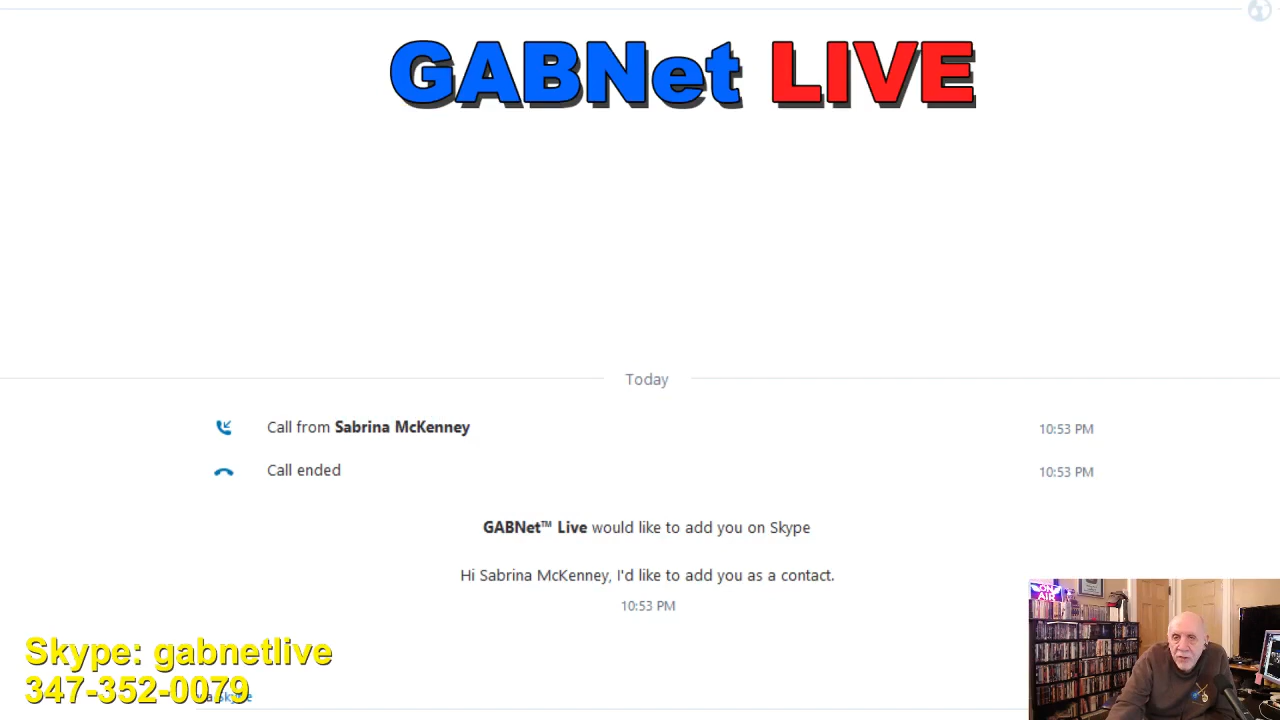 GABNet LIVE
Today
Call from Sabrina McKenney 10:53 PM
Call ended 10:53 PM
GABNet™ Live would like to add you on Skype
Hi Sabrina McKenney, I'd like to add you as a contact.
10:53 PM
ON
AIR
Skype: gabnetlive
347-352-0079